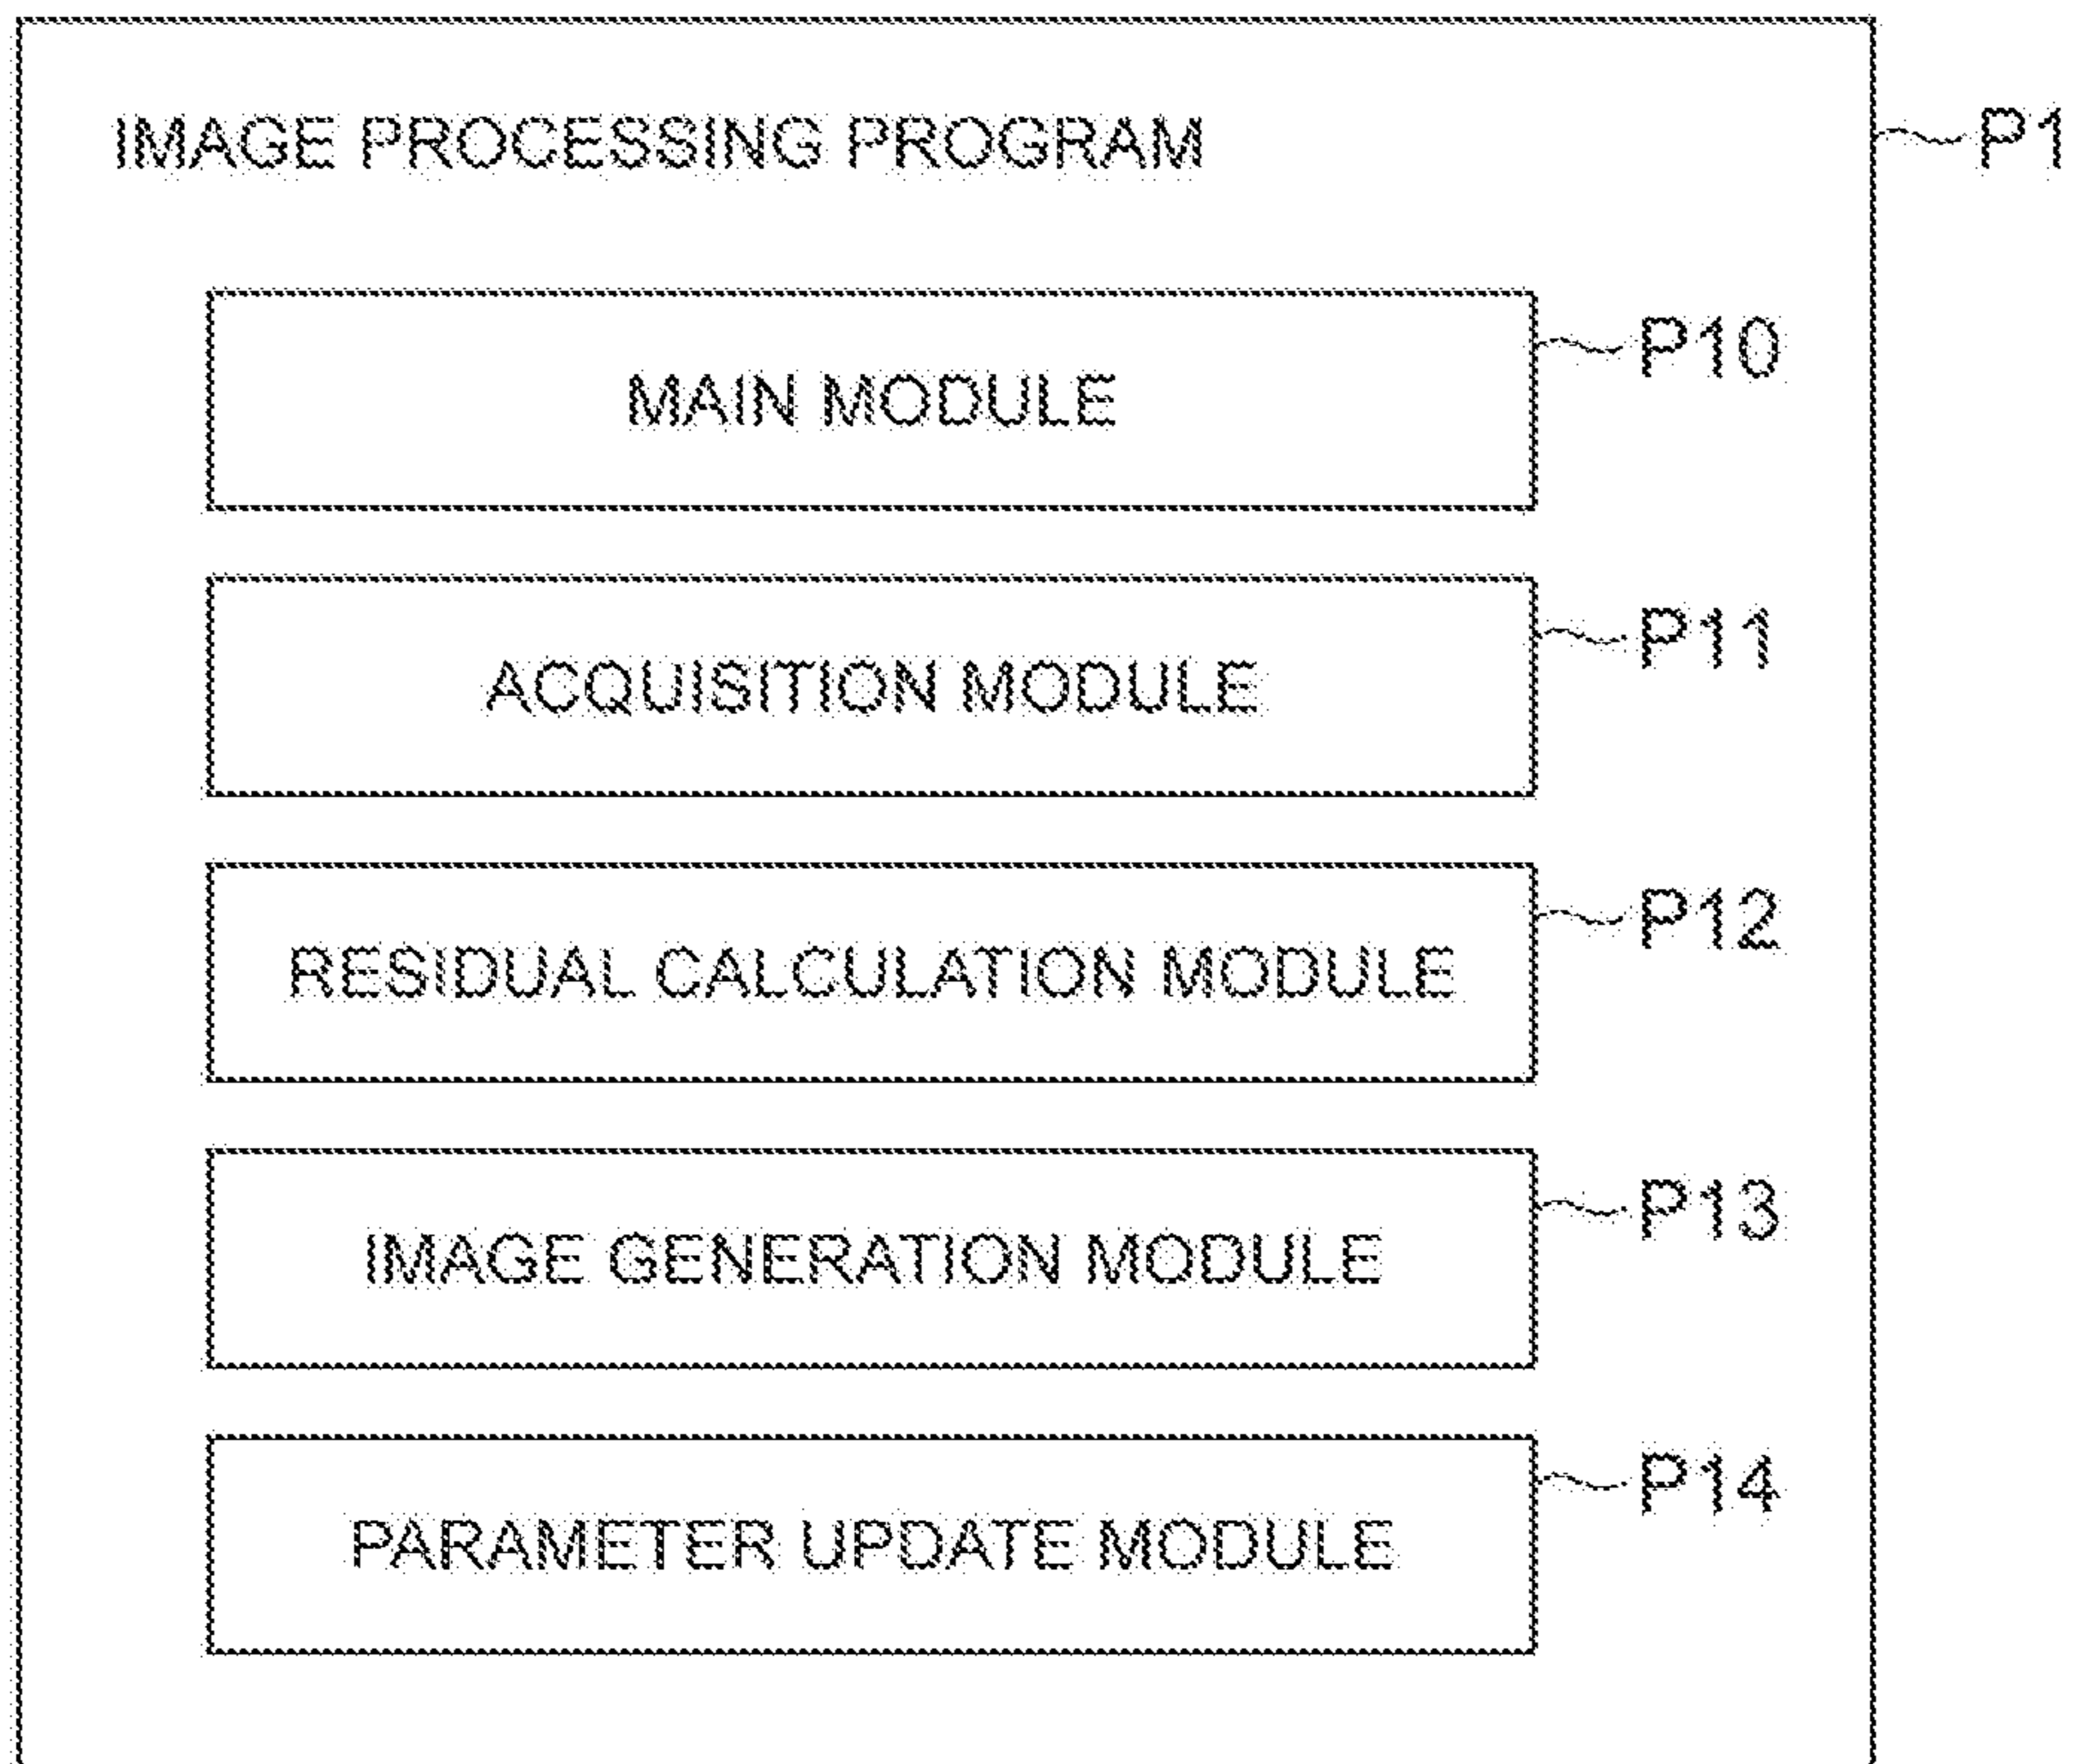 IMAGE PROCESSING PROGRAM
P1
P10
MAIN MODULE
P11
ACQUISITION MODULE
P12
RESIDUAL CALCULATION MODULE
P13
IMAGE GENERATION MODULE
P14
PARAMETER UPDATE MODULE